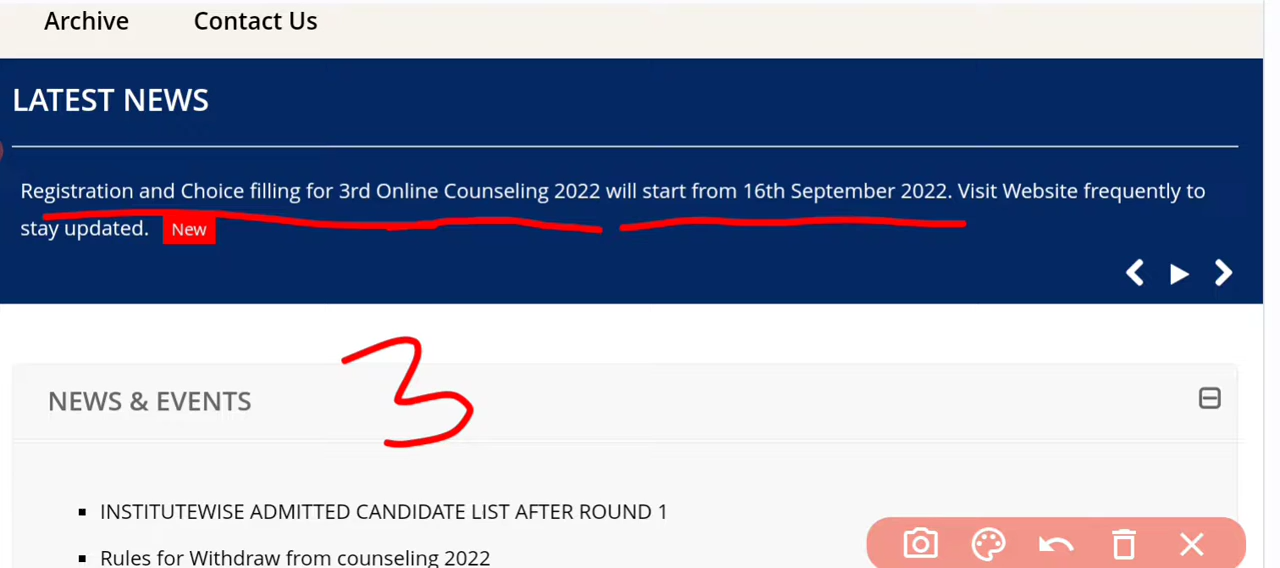 Archive Contact Us
LATEST NEWS
Registration and Choice filling for 3rd Online Counseling 2022 will start from 16th September 2022. Visit Website frequently to
stay updated. New
3
NEWS & EVENTS
INSTITUTEWISE ADMITTED CANDIDATE LIST AFTER ROUND 1
Rules for Withdraw from counseling 2022